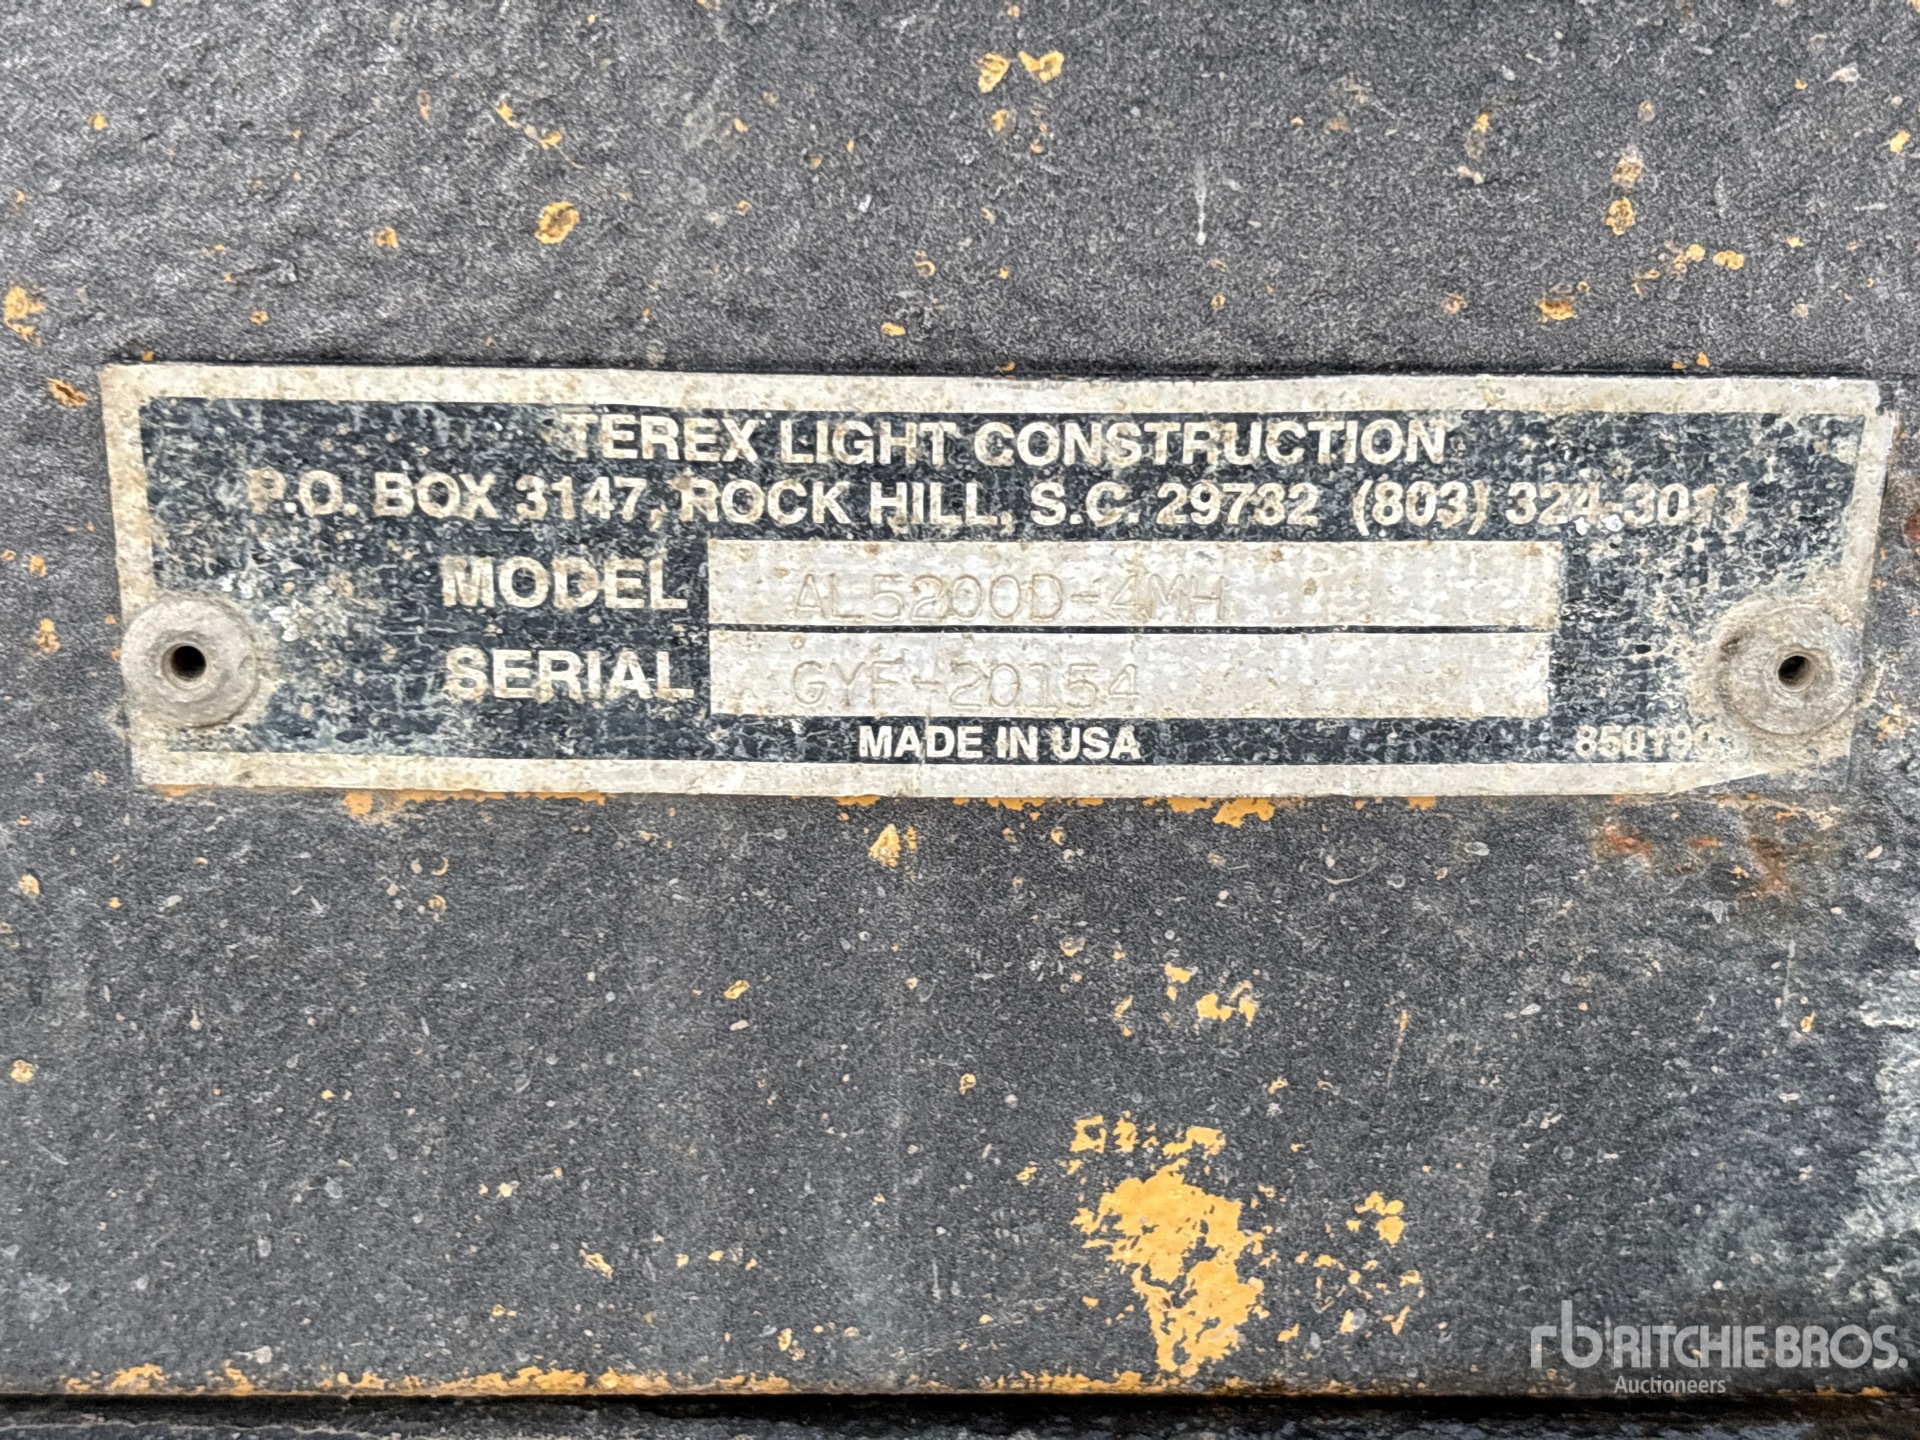 TEREX LIGHT CONSTRUCTION
P.O. BOX 3147, ROCK HILL, S.C. 29732 (803) 324-3011
MODEL AL5200D-4MH
SERIAL GYF-20154
MADE IN USA
rb RITCHIE BROS.
Auctioneers